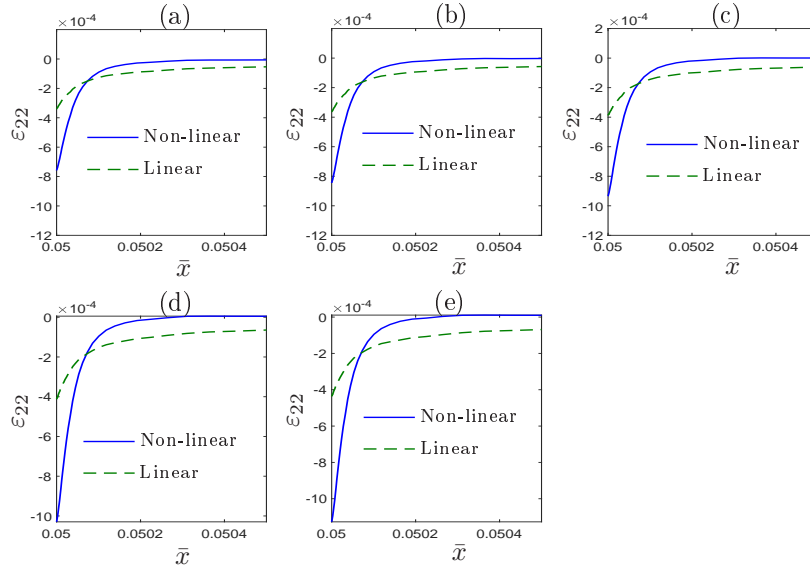 (a)
×10⁻⁴
0
-2
-4
-6
-8
-10
-12
ε₂₂
Non-linear
Linear
0.05 0.0502 0.0504
x̄
(b)
×10⁻⁴
2
0
-2
-4
-6
-8
-10
-12
ε₂₂
Non-linear
Linear
0.05 0.0502 0.0504
x̄
(c)
×10⁻⁴
2
0
-2
-4
-6
-8
-10
-12
ε₂₂
Non-linear
Linear
0.05 0.0502 0.0504
x̄
(d)
×10⁻⁴
0
-2
-4
-6
-8
-10
ε₂₂
Non-linear
Linear
0.05 0.0502 0.0504
x̄
(e)
×10⁻⁴
0
-2
-4
-6
-8
-10
ε₂₂
Non-linear
Linear
0.05 0.0502 0.0504
x̄